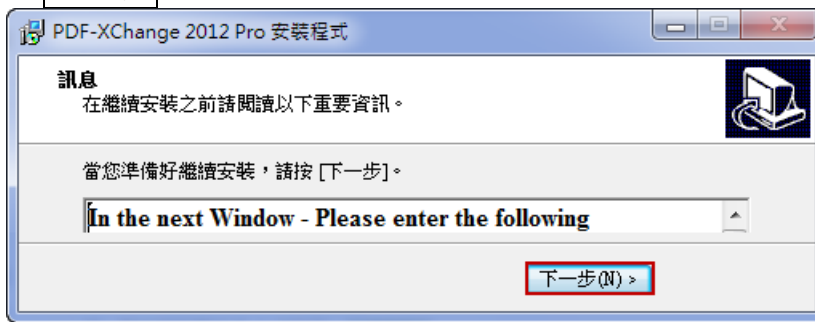 PDF-XChange 2012 Pro 安裝程式
訊息
在繼續安裝之前請閱讀以下重要資訊。
當您準備好繼續安裝，請按 [下一步]。
In the next Window - Please enter the following
下一步(N) >